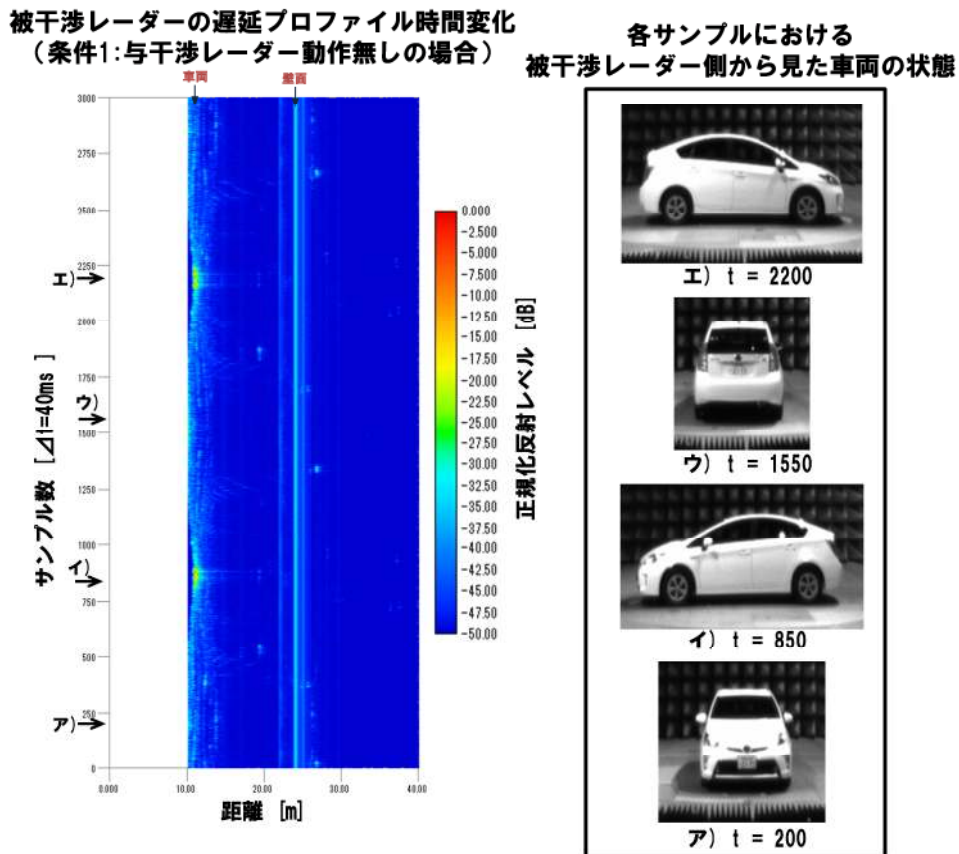 被干渉レーダーの遅延プロファイル時間変化
（条件1:与干渉レーダー動作無しの場合）
車両
壁面
3000
2750
2500
2250
2000
1750
1500
1250
1000
750
500
250
0
エ)
ウ)
イ)
ア)
サンプル数 [⊿t=40ms ]
0.000
10.00
20.00
30.00
40.00
距離 [m]
0.000
-2.500
-5.000
-7.500
-10.00
-12.50
-15.00
-17.50
-20.00
-22.50
-25.00
-27.50
-30.00
-32.50
-35.00
-37.50
-40.00
-42.50
-45.00
-47.50
-50.00
正規化反射レベル [dB]
各サンプルにおける
被干渉レーダー側から見た車両の状態
エ) t = 2200
ウ) t = 1550
イ) t = 850
ア) t = 200